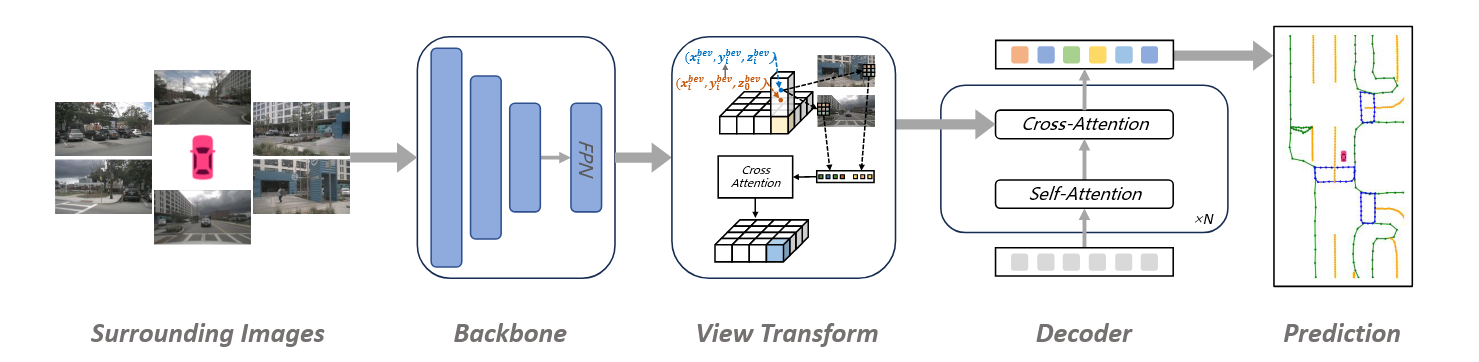 (x_i^{bev}, y_i^{bev}, z_i^{bev})
(x_i^{bev}, y_i^{bev}, z_0^{bev})
FPN
Cross
Attention
Cross-Attention
Self-Attention
×N
Surrounding Images
Backbone
View Transform
Decoder
Prediction